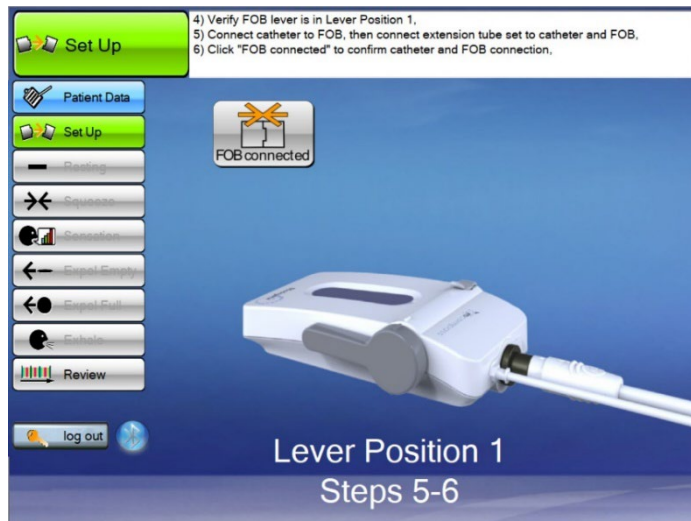 4) Verify FOB lever is in Lever Position 1,
5) Connect catheter to FOB, then connect extension tube set to catheter and FOB,
6) Click "FOB connected" to confirm catheter and FOB connection,
Set Up
Patient Data
Set Up
Resting
Squeeze
Sensation
Expel Empty
Expel Full
Exhale
Review
log out
FOB connected
Lever Position 1
Steps 5-6